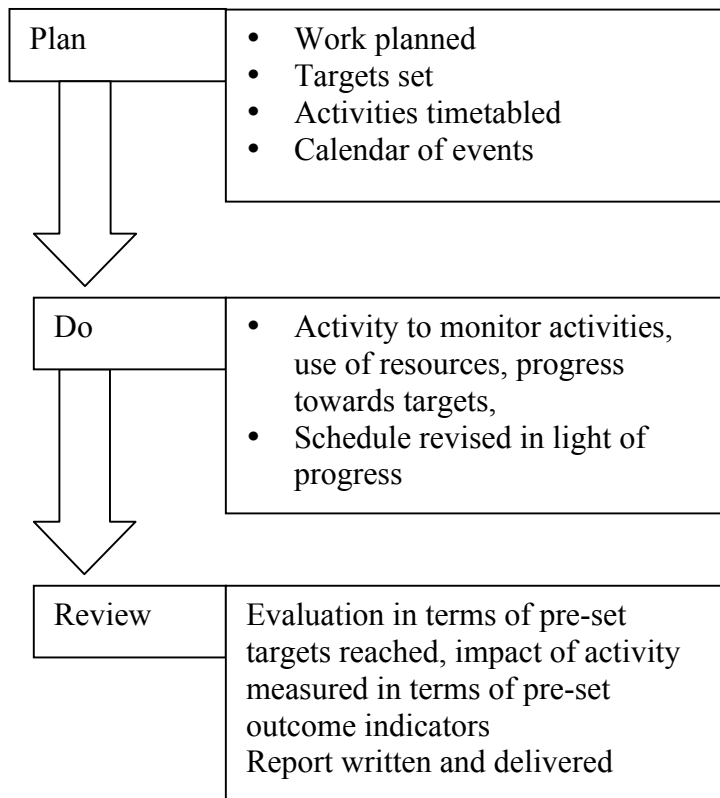 Plan
• Work planned
• Targets set
• Activities timetabled
• Calendar of events
Do
• Activity to monitor activities,
use of resources, progress
towards targets,
• Schedule revised in light of
progress
Review
Evaluation in terms of pre-set
targets reached, impact of activity
measured in terms of pre-set
outcome indicators
Report written and delivered